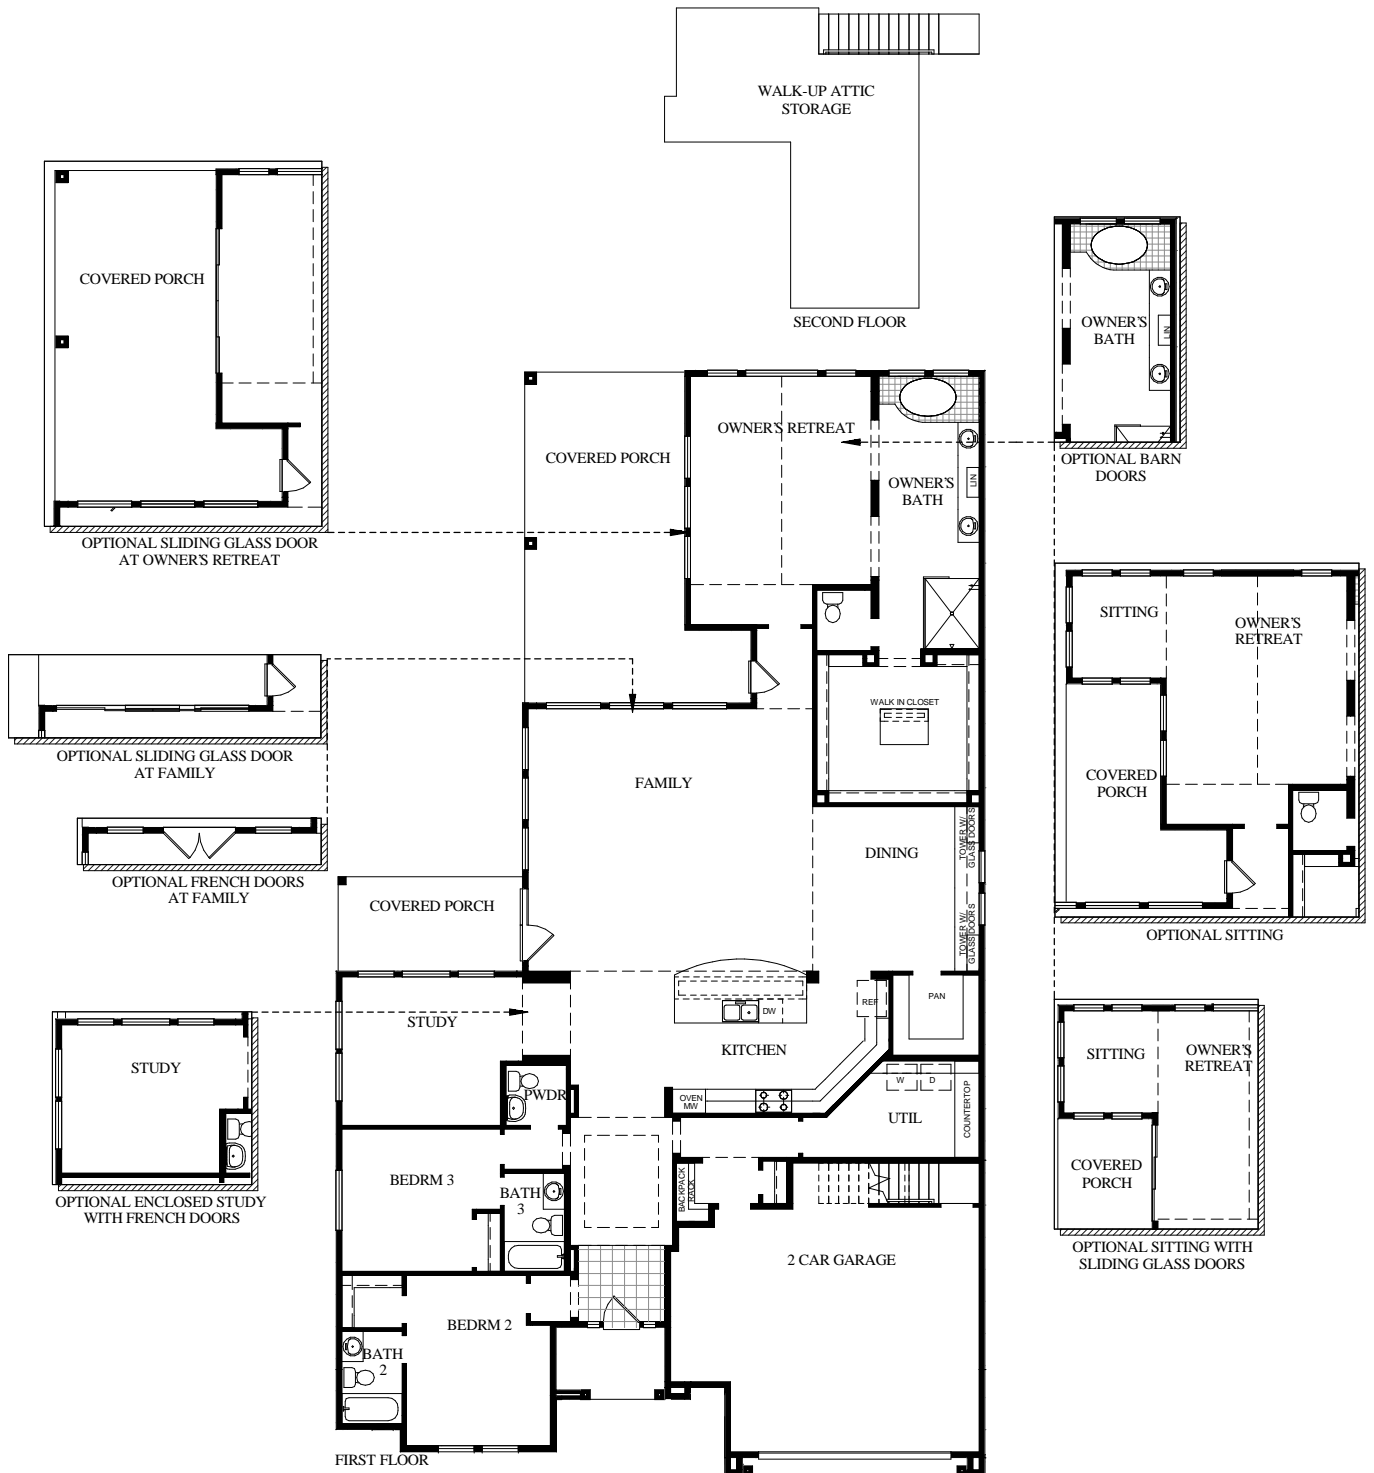 WALK-UP ATTIC
STORAGE
SECOND FLOOR
COVERED PORCH
OPTIONAL SLIDING GLASS DOOR
AT OWNER'S RETREAT
OWNER'S
BATH
LIN
OPTIONAL BARN
DOORS
OWNER'S RETREAT
COVERED PORCH
OWNER'S
BATH
LIN
WALK IN CLOSET
OPTIONAL SLIDING GLASS DOOR
AT FAMILY
OPTIONAL FRENCH DOORS
AT FAMILY
SITTING
OWNER'S
RETREAT
COVERED
PORCH
OPTIONAL SITTING
FAMILY
DINING
TOWER W/
GLASS DOORS
TOWER W/
GLASS DOORS
COVERED PORCH
STUDY
DW
REF
PAN
KITCHEN
STUDY
OPTIONAL ENCLOSED STUDY
WITH FRENCH DOORS
PWDR
OVEN
MW
W
D
UTIL
COUNTERTOP
SITTING
OWNER'S
RETREAT
COVERED
PORCH
OPTIONAL SITTING WITH
SLIDING GLASS DOORS
BEDRM 3
BATH
3
BACKPACK
RACK
2 CAR GARAGE
BEDRM 2
BATH
2
FIRST FLOOR